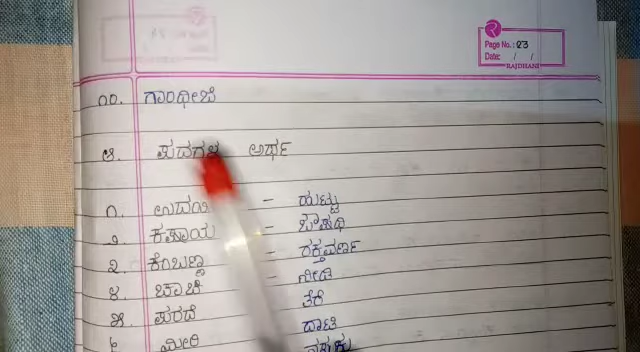 Page No.: 23
Date: / /
RAJDHANI
೧೦. ಗಾಂಧೀಜಿ
ಆ. ಪದಗಳ ಅರ್ಥ
೧. ಉದಯ - ಹುಟ್ಟು
೨. ಕಷಾಯ - ಔಷಧಿ
೩. ಕೆಂಬಣ್ಣ - ರಕ್ತವರ್ಣ
೪. ಚಾಚಿ - ನೀಡಿ
೫. ಪರದೆ ತೆರೆ
೬. ಮೀರಿ ದಾಟಿ